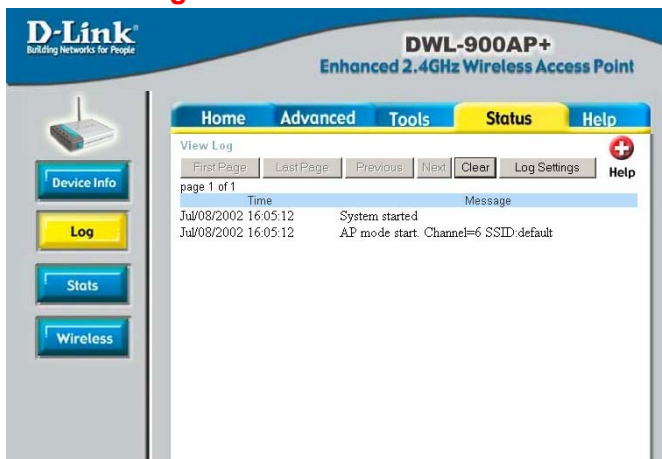 D-Link
Building Networks for People
DWL-900AP+
Enhanced 2.4GHz Wireless Access Point
Home Advanced Tools Status Help
View Log
First Page Last Page Previous Next Clear Log Settings Help
page 1 of 1
Time Message
Jul/08/2002 16:05:12 System started
Jul/08/2002 16:05:12 AP mode start. Channel=6 SSID:default
Device Info
Log
Stats
Wireless